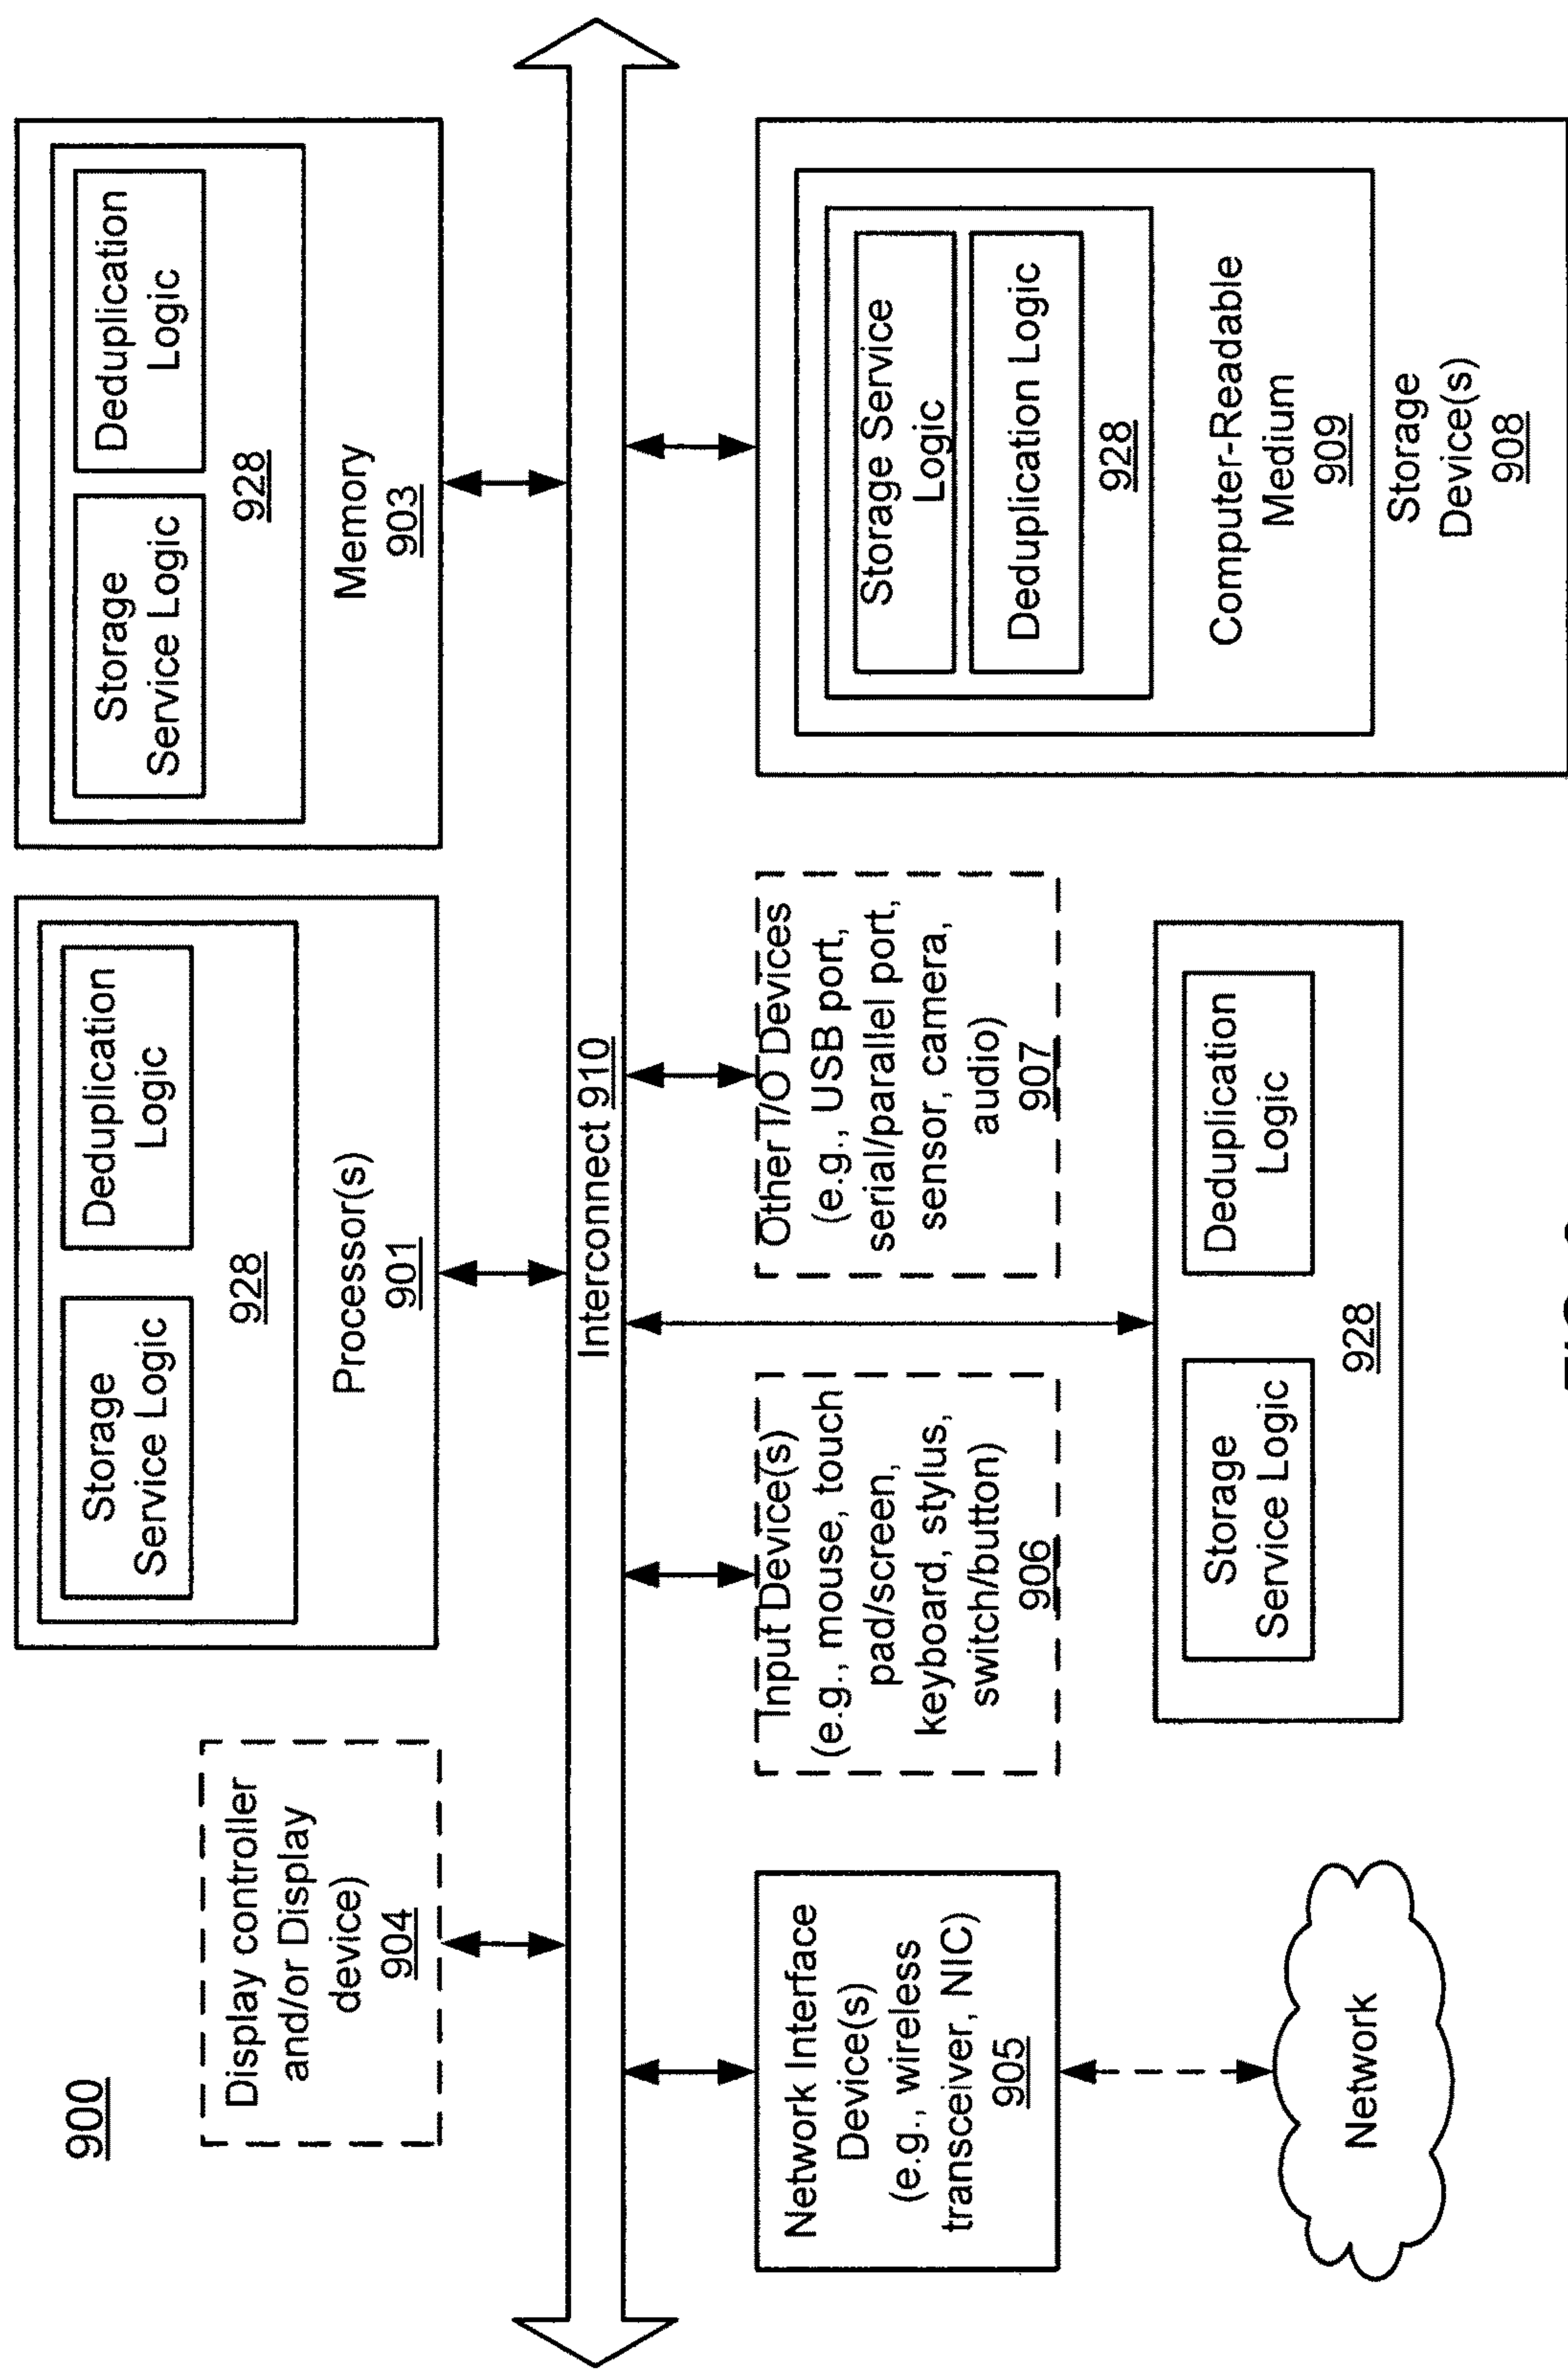 900
Display controller
and/or Display
device)
904
Storage
Service Logic
Deduplication
Logic
928
Processor(s)
901
Storage
Service Logic
Deduplication
Logic
928
Memory
903
Interconnect 910
Network Interface
Device(s)
(e.g., wireless
transceiver, NIC)
905
Network
Input Device(s)
(e.g., mouse, touch
pad/screen,
keyboard, stylus,
switch/button)
906
Other I/O Devices
(e.g., USB port,
serial/parallel port,
sensor, camera,
audio)
907
Storage
Service Logic
Deduplication
Logic
928
Storage Service
Logic
Deduplication Logic
928
Computer-Readable
Medium
909
Storage
Device(s)
908